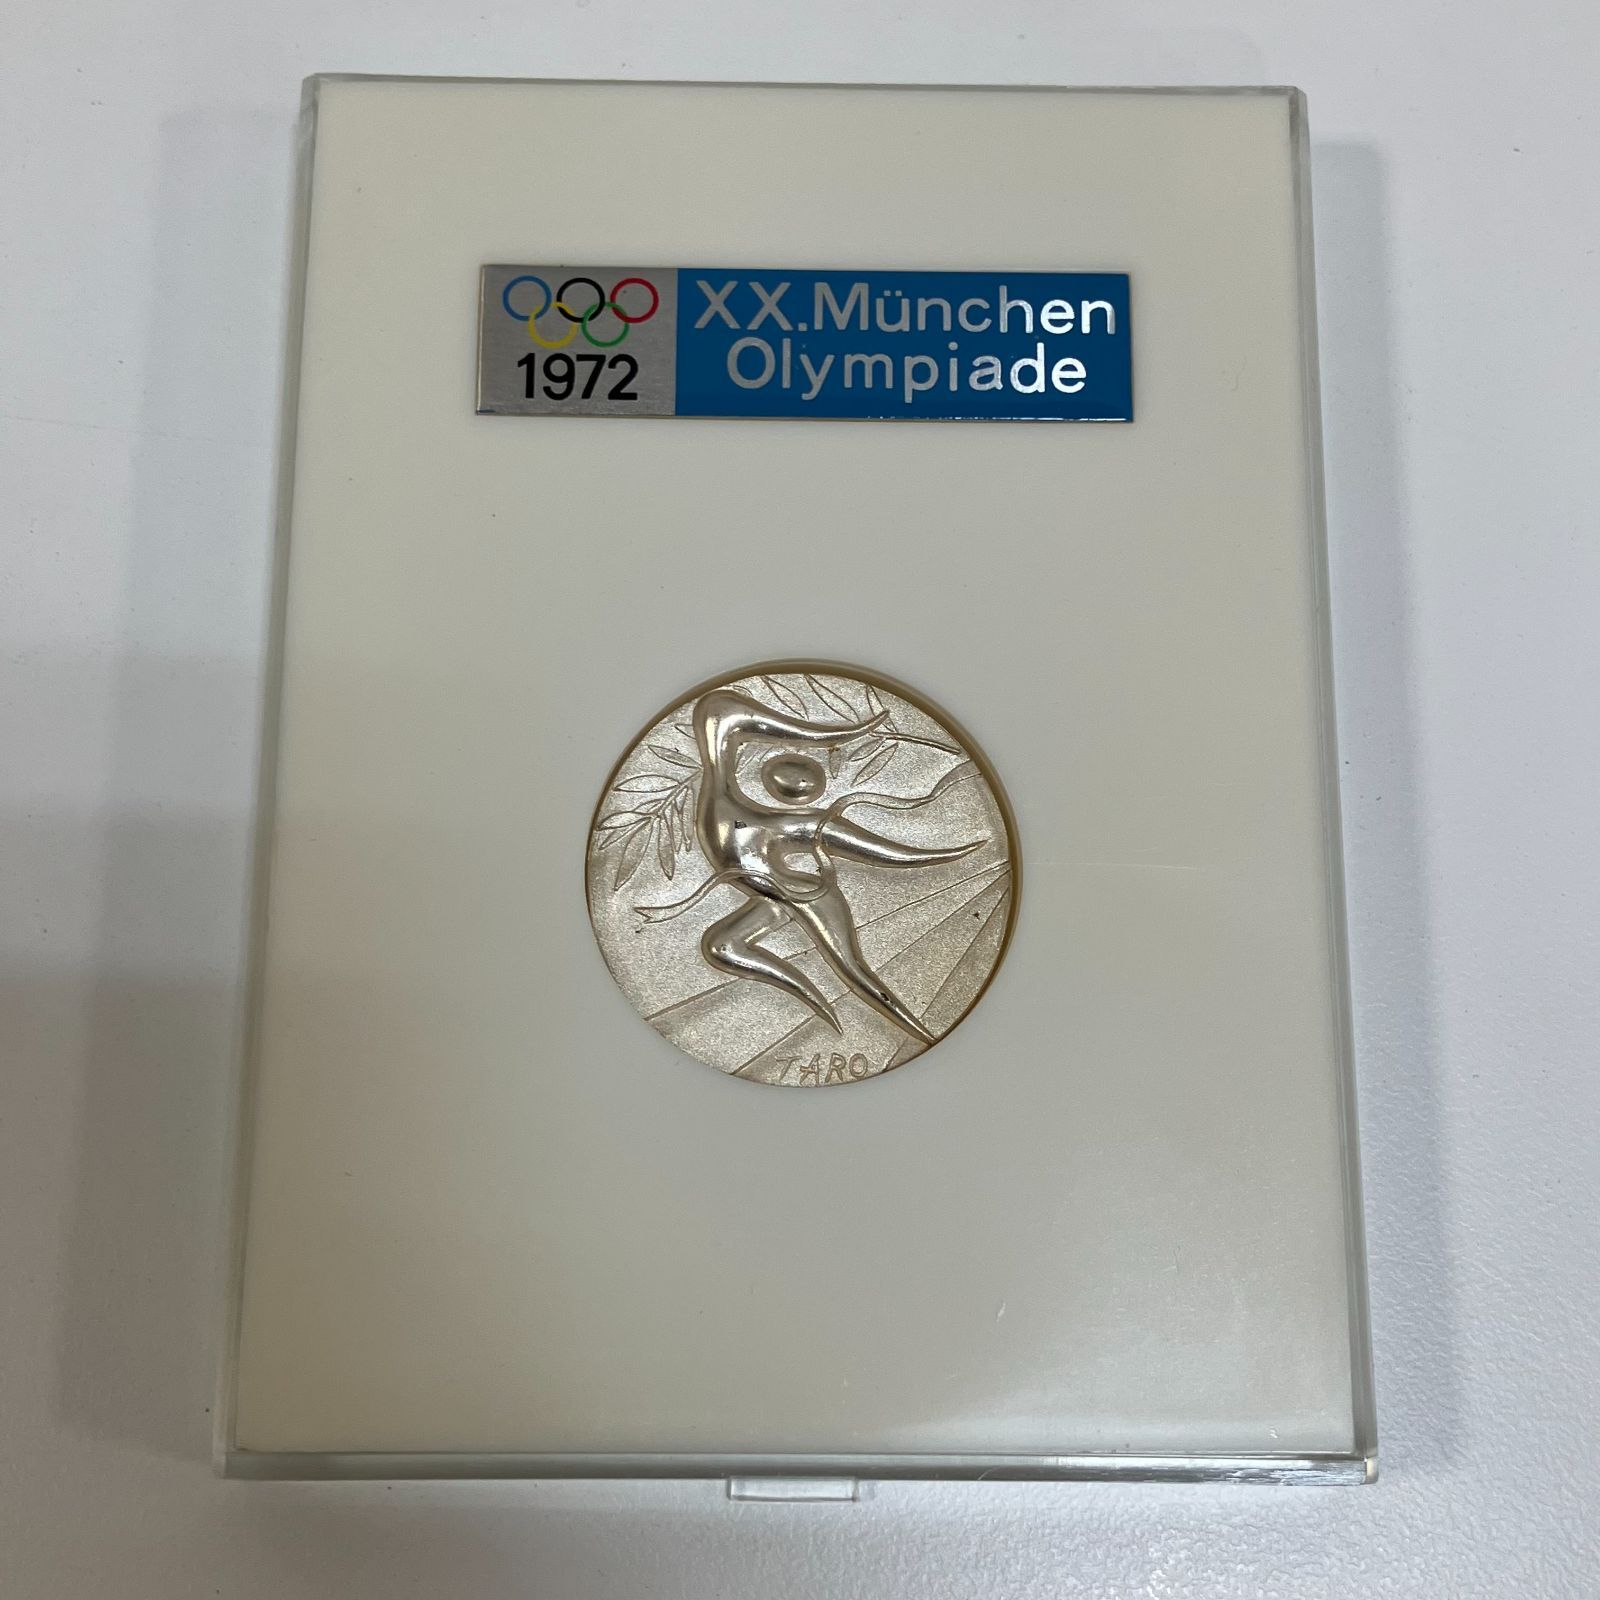 1972
XX.München
Olympiade
TARO